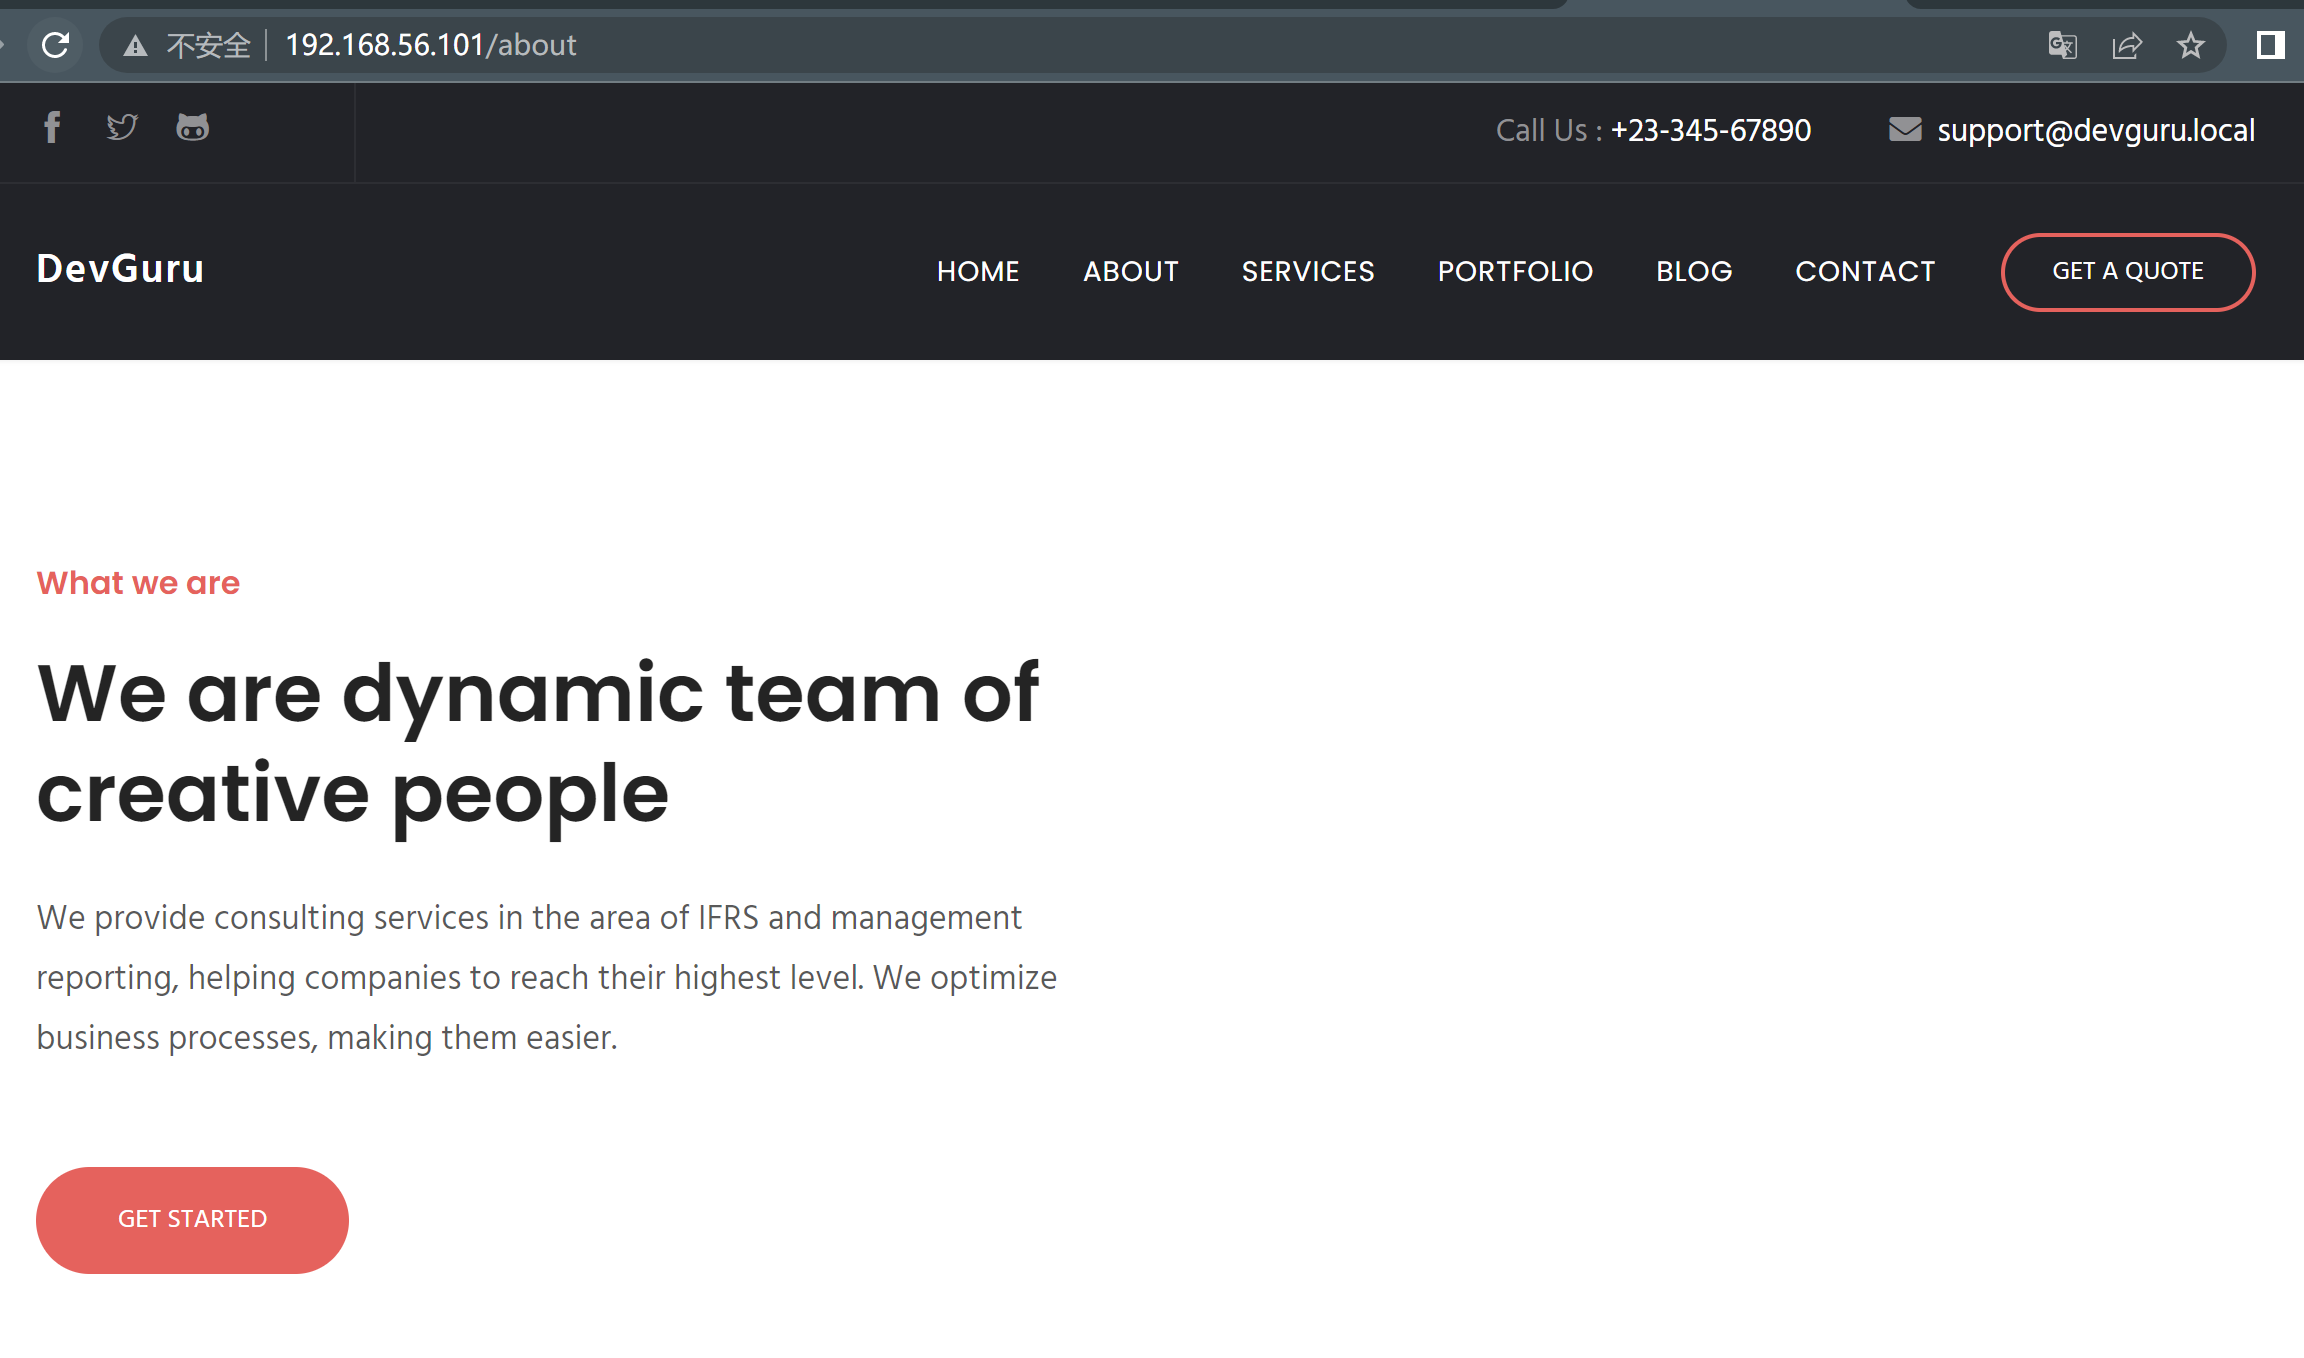 不安全 192.168.56.101/about
Call Us : +23-345-67890 support@devguru.local
DevGuru HOME ABOUT SERVICES PORTFOLIO BLOG CONTACT GET A QUOTE
What we are
We are dynamic team of
creative people
We provide consulting services in the area of IFRS and management
reporting, helping companies to reach their highest level. We optimize
business processes, making them easier.
GET STARTED